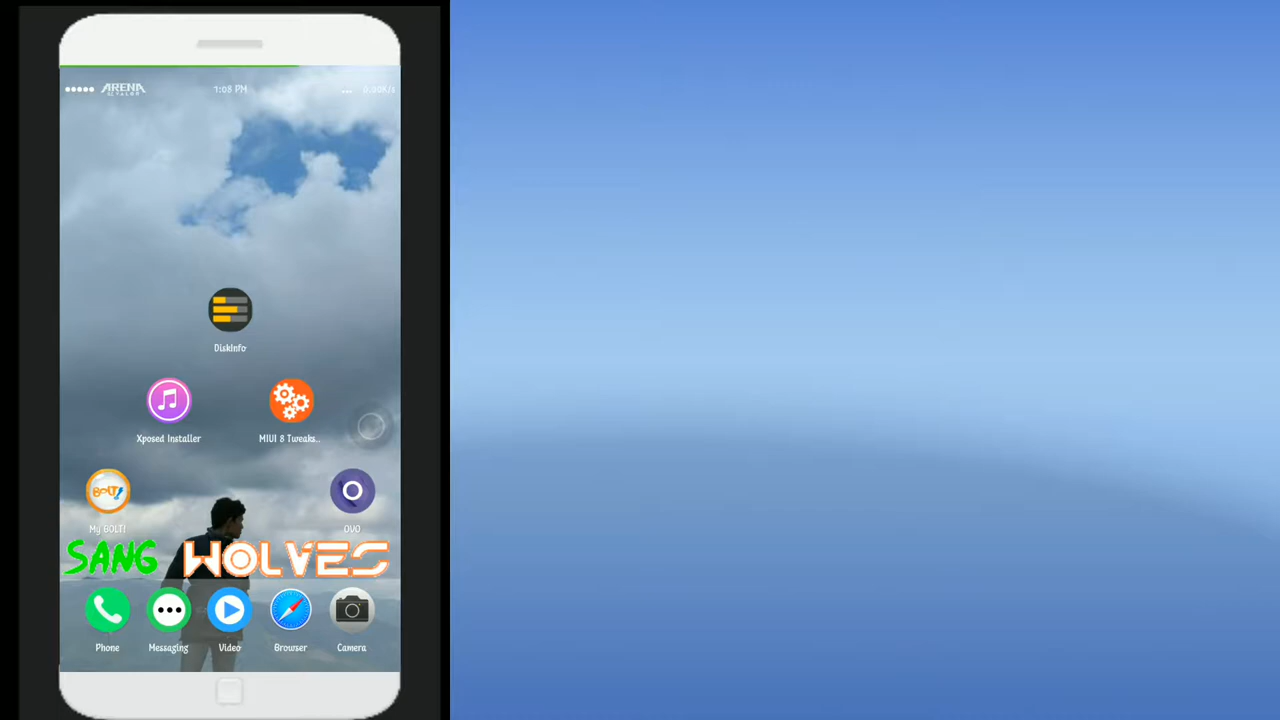 ARENA
1:08 PM
... 0.00K/s
DiskInfo
Xposed Installer
MIUI 8 Tweaks..
BOLT!
My BOLT!
OVO
SANG WOLVES
Phone
Messaging
Video
Browser
Camera